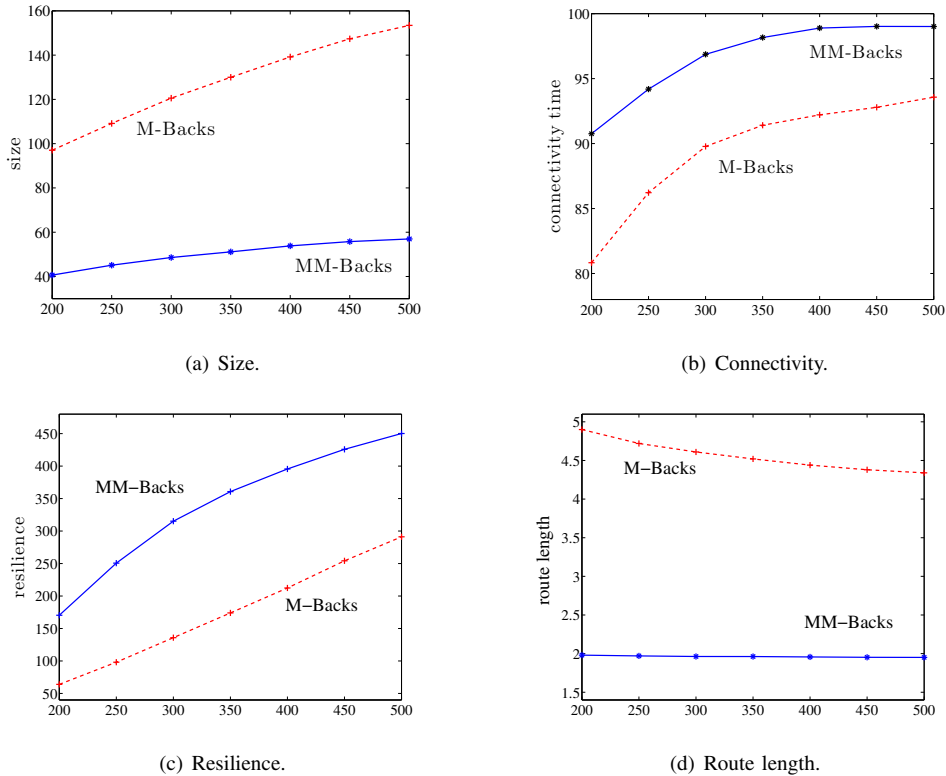 160
140
120
100
80
60
40
size
M-Backs
MM-Backs
200 250 300 350 400 450 500
(a) Size.
100
95
90
85
80
connectivity time
MM-Backs
M-Backs
200 250 300 350 400 450 500
(b) Connectivity.
450
400
350
300
250
200
150
100
50
resilience
MM−Backs
M−Backs
200 250 300 350 400 450 500
(c) Resilience.
5
4.5
4
3.5
3
2.5
2
1.5
route length
M−Backs
MM−Backs
200 250 300 350 400 450 500
(d) Route length.